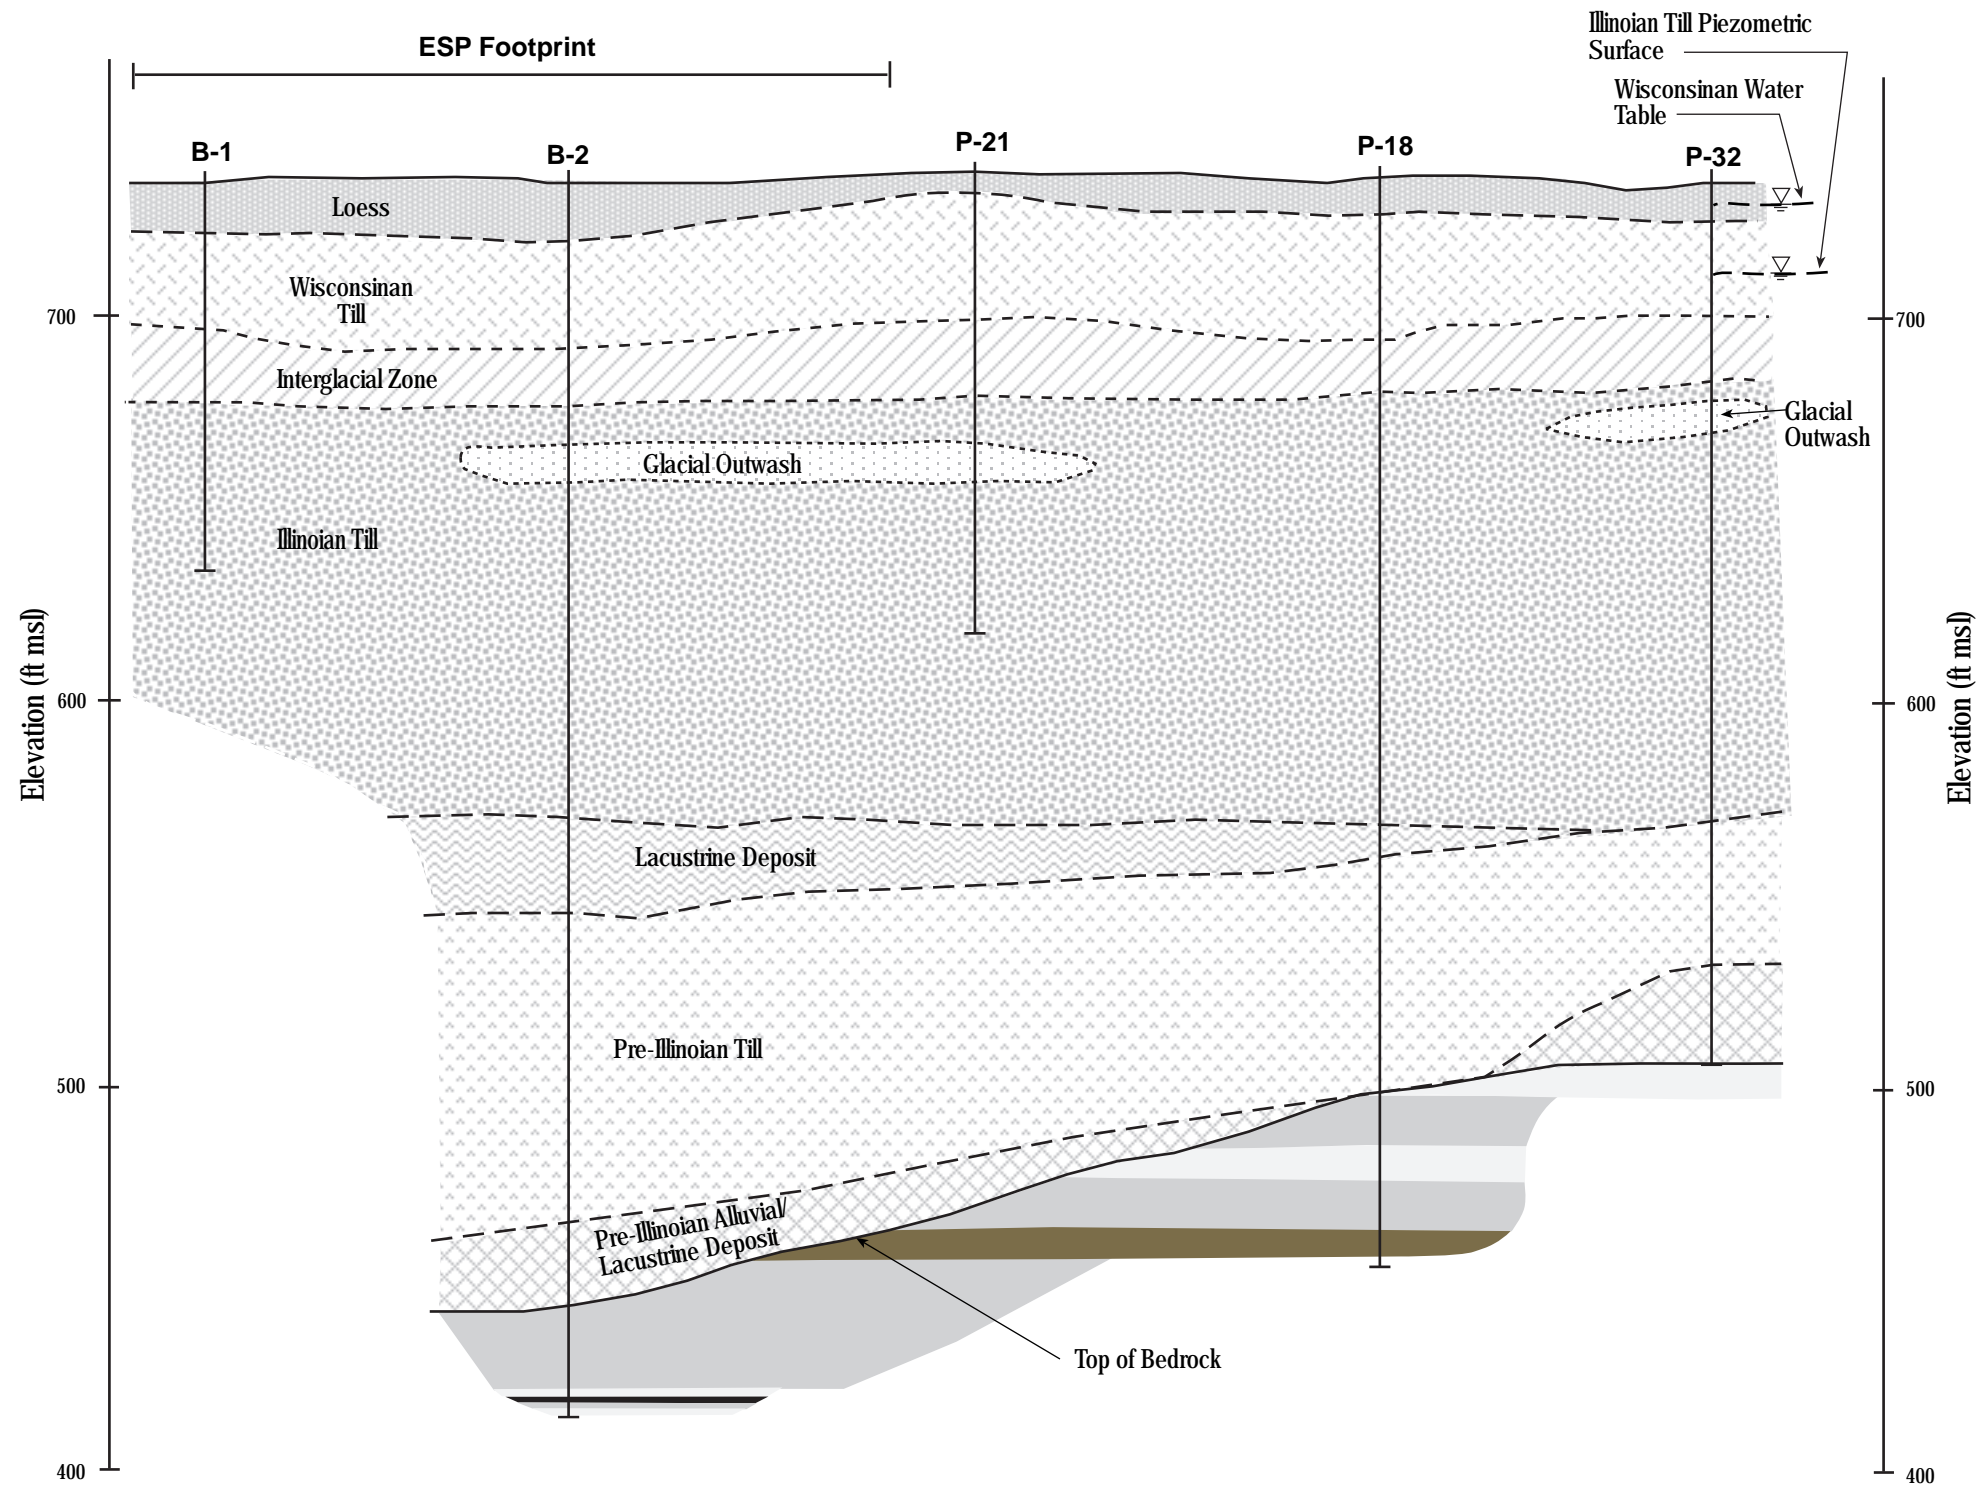 Illinoian Till Piezometric
Surface
ESP Footprint
Wisconsinan Water
Table
B-1
B-2
P-21
P-18
P-32
Loess
Wisconsinan
Till
700
700
Interglacial Zone
Glacial
Outwash
Glacial Outwash
Illinoian Till
Elevation (ft msl)
Elevation (ft msl)
600
600
Lacustrine Deposit
Pre-Illinoian Till
500
500
Pre-Illinoian Alluvial/
Lacustrine Deposit
Top of Bedrock
400
400